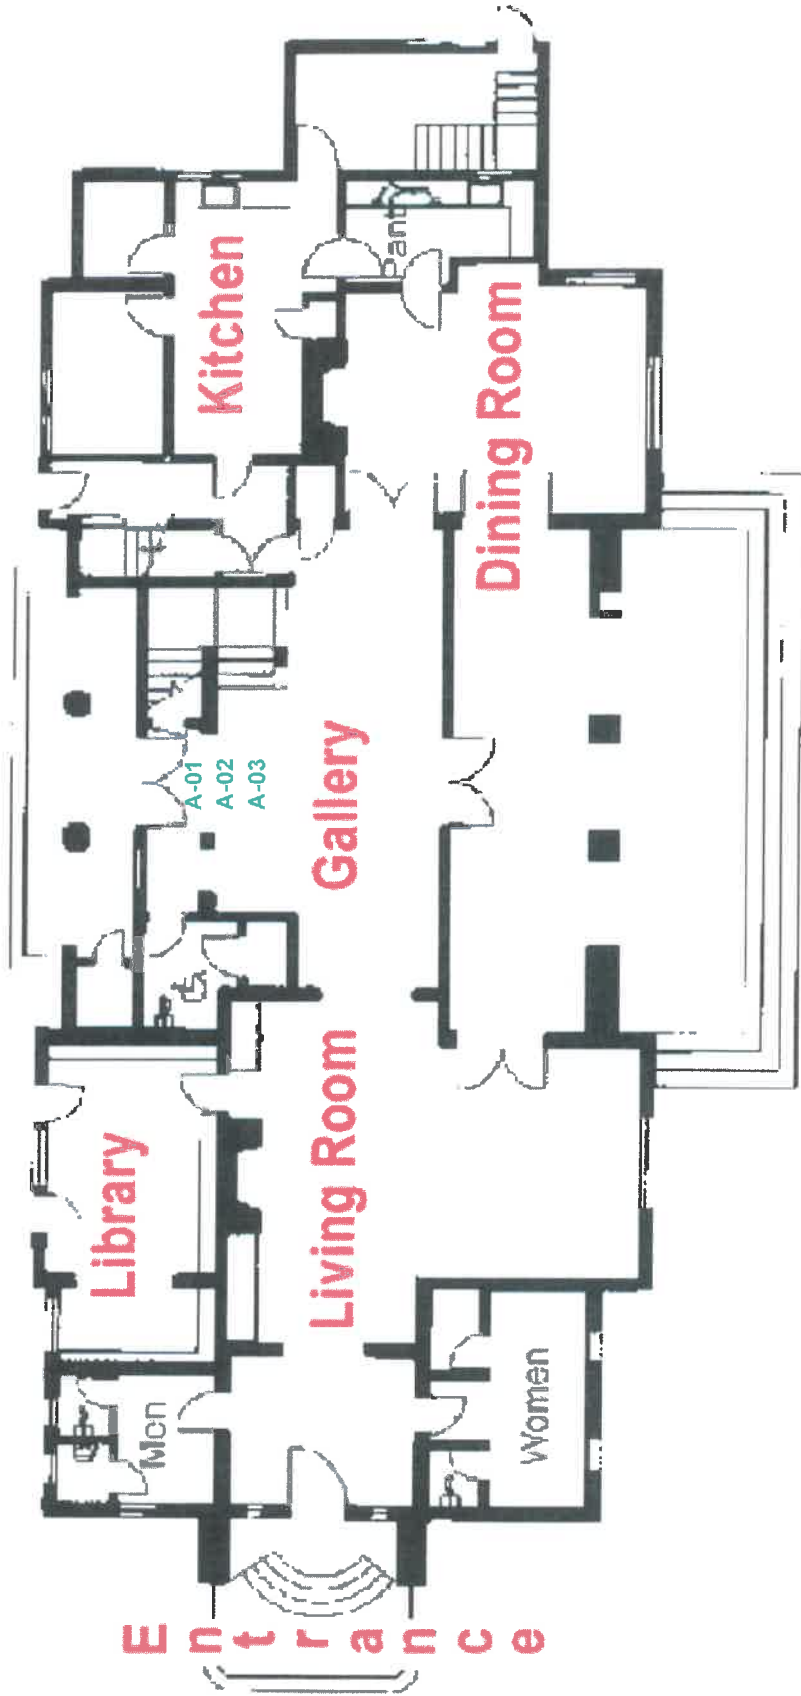 Kitchen
Pant
Dining Room
A-01
A-02
A-03
Gallery
Library
Living Room
Men
Women
Entrance